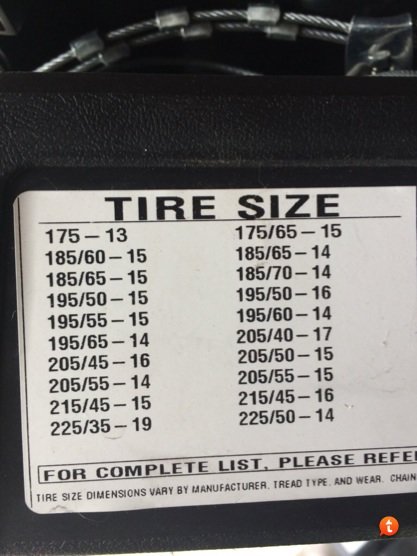 TIRE SIZE
175-13 175/65-15
185/60-15 185/65-14
185/65-15 185/70-14
195/50-15 195/50-16
195/55-15 195/60-14
195/65-14 205/40-17
205/45-16 205/50-15
205/55-14 205/55-15
215/45-15 215/45-16
225/35-19 225/50-14
FOR COMPLETE LIST, PLEASE REFE
TIRE SIZE DIMENSIONS VARY BY MANUFACTURER, TREAD TYPE, AND WEAR. CHAIN
t